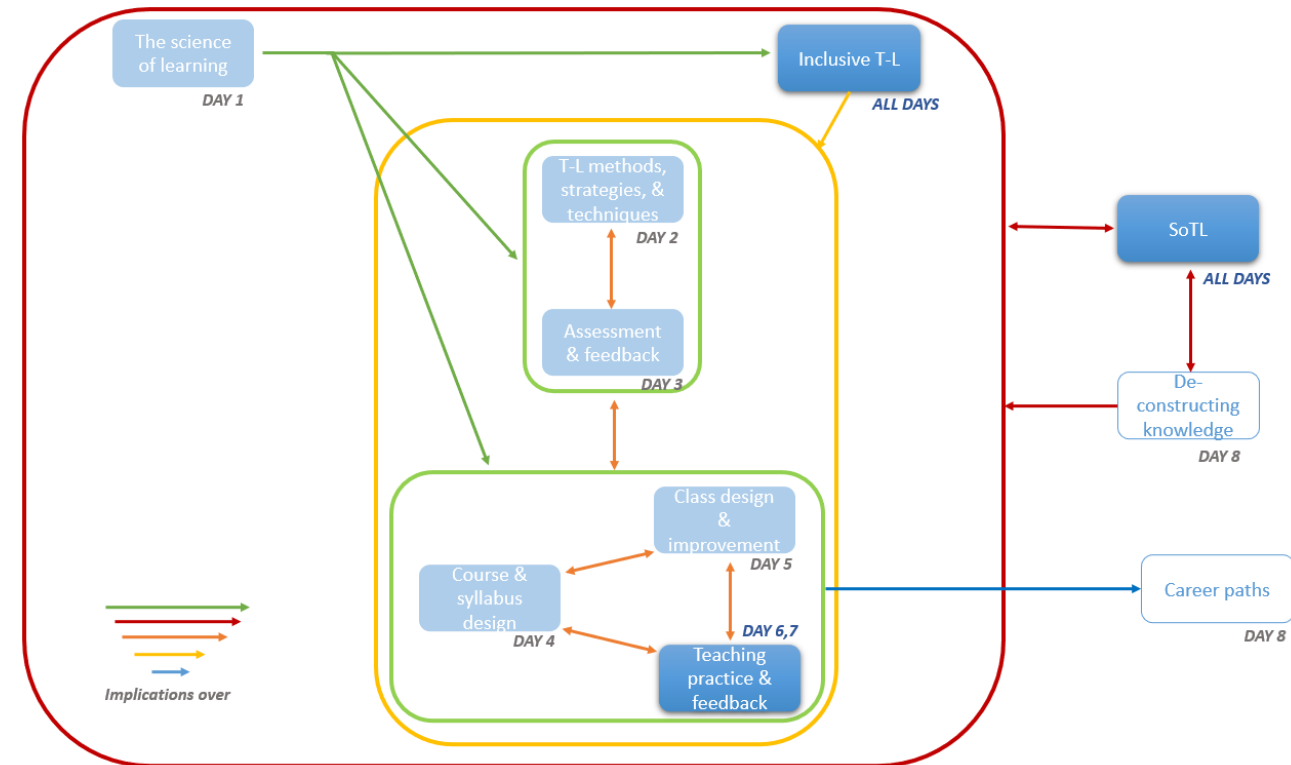 The science
of learning
DAY 1
Inclusive T-L
ALL DAYS
T-L methods,
strategies, &
techniques
DAY 2
Assessment
& feedback
DAY 3
SoTL
ALL DAYS
De-
constructing
knowledge
DAY 8
Class design
&
improvement
DAY 5
Course &
syllabus
design
DAY 4
DAY 6,7
Teaching
practice &
feedback
Career paths
DAY 8
Implications over